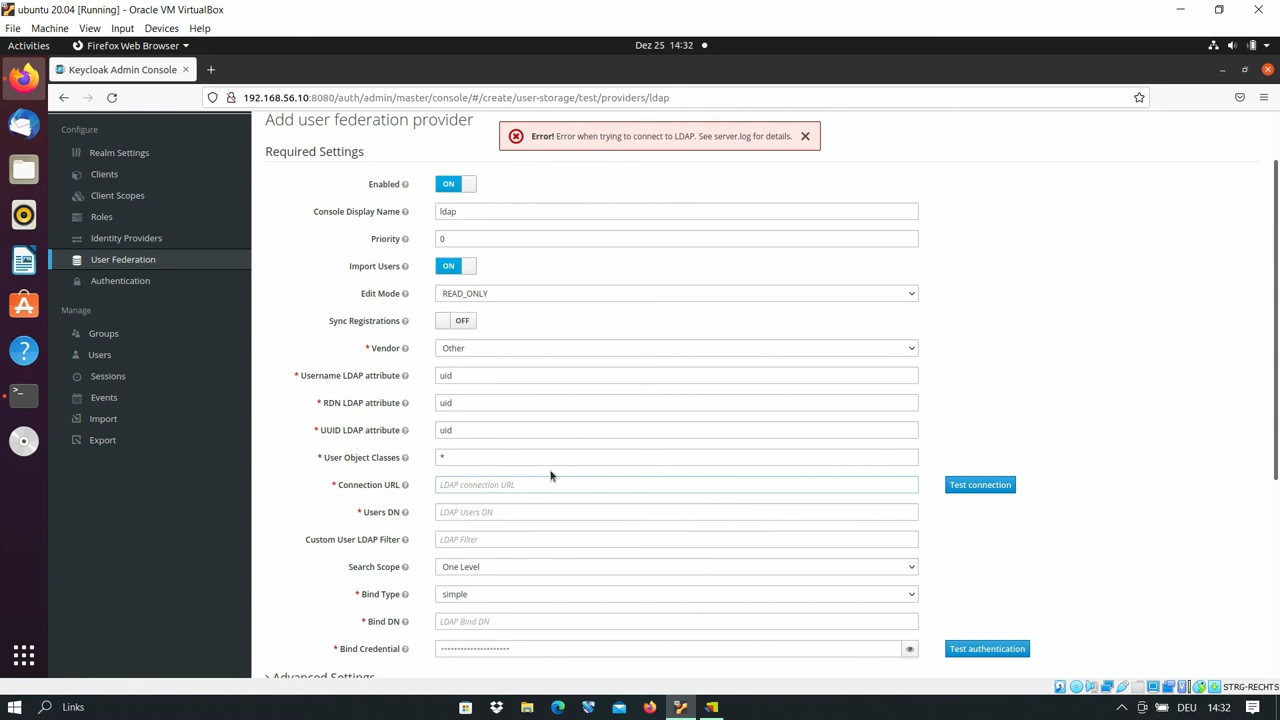 ubuntu 20.04 [Running] - Oracle VM VirtualBox
File Machine View Input Devices Help
Activities Firefox Web Browser Dez 25 14:32
Keycloak Admin Console
192.168.56.10:8080/auth/admin/master/console/#/create/user-storage/test/providers/ldap
Configure
Realm Settings
Clients
Client Scopes
Roles
Identity Providers
User Federation
Authentication
Manage
Groups
Users
Sessions
Events
Import
Export
Add user federation provider
Error! Error when trying to connect to LDAP. See server.log for details.
Required Settings
Enabled ON
Console Display Name ldap
Priority 0
Import Users ON
Edit Mode READ_ONLY
Sync Registrations OFF
* Vendor Other
* Username LDAP attribute uid
* RDN LDAP attribute uid
* UUID LDAP attribute uid
* User Object Classes *
* Connection URL LDAP connection URL Test connection
* Users DN LDAP Users DN
Custom User LDAP Filter LDAP Filter
Search Scope One Level
* Bind Type simple
* Bind DN LDAP Bind DN
* Bind Credential Test authentication
Advanced Settings
STRG-RECHTS
Links DEU 14:32